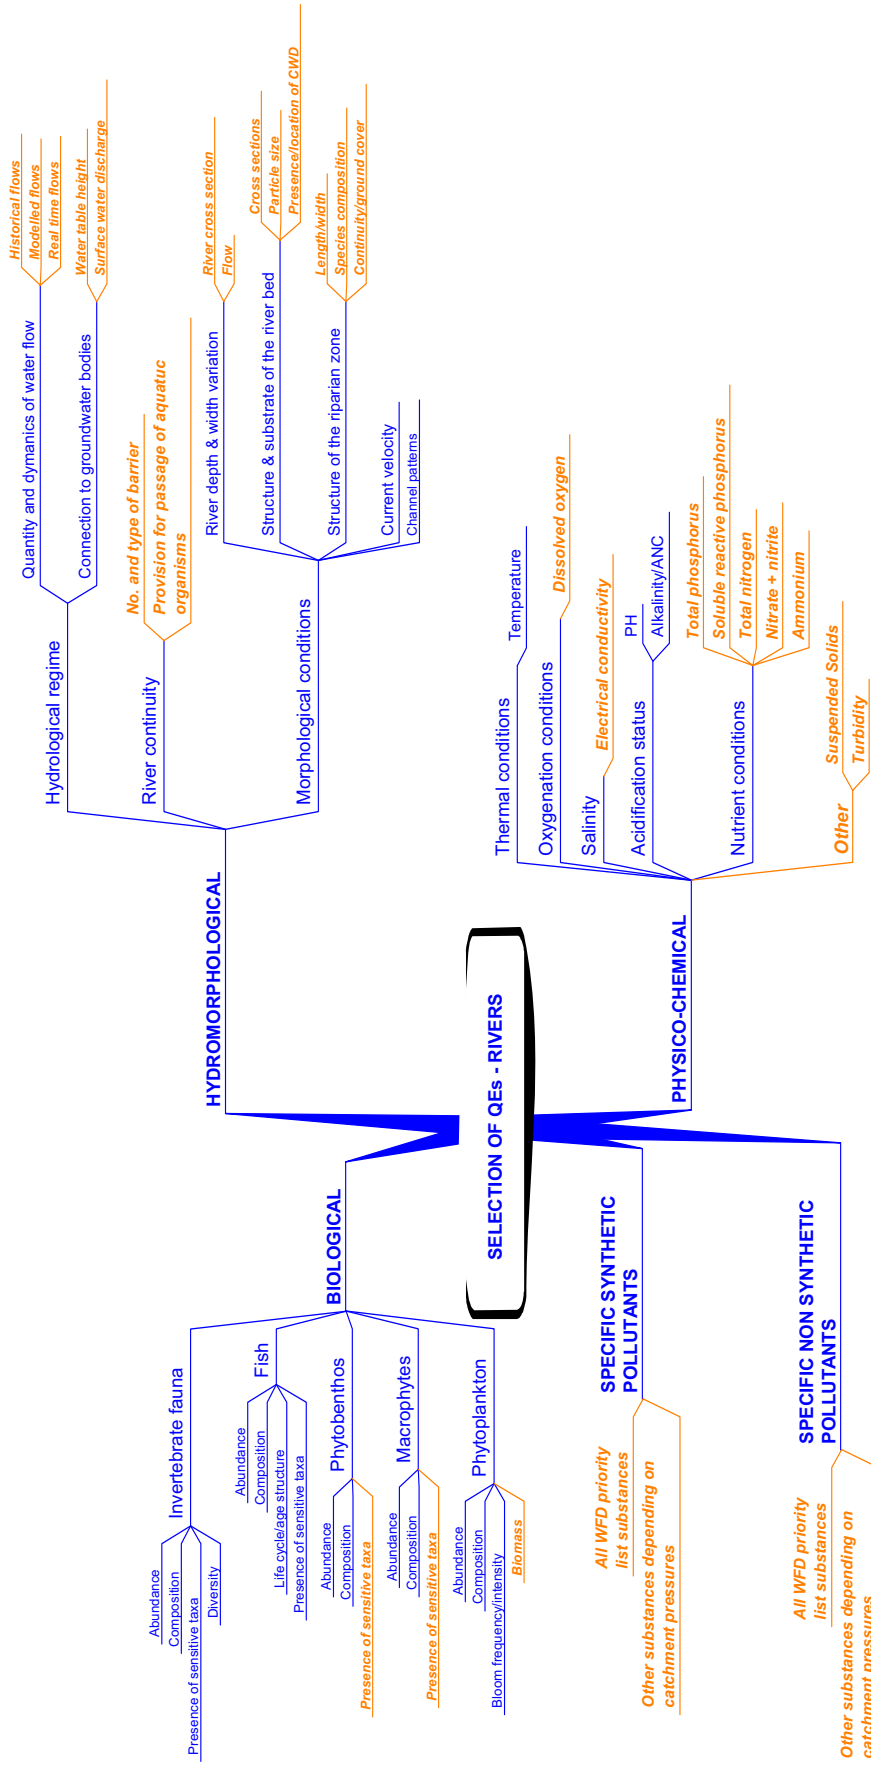 SELECTION OF QEs - RIVERS
BIOLOGICAL
Invertebrate fauna
Abundance
Composition
Presence of sensitive taxa
Diversity
Fish
Abundance
Composition
Life cycle/age structure
Presence of sensitive taxa
Phytobenthos
Abundance
Composition
Presence of sensitive taxa
Macrophytes
Abundance
Composition
Presence of sensitive taxa
Phytoplankton
Abundance
Composition
Bloom frequency/intensity
Biomass
HYDROMORPHOLOGICAL
Hydrological regime
Quantity and dymanics of water flow
Historical flows
Modelled flows
Real time flows
Connection to groundwater bodies
Water table height
Surface water discharge
River continuity
No. and type of barrier
Provision for passage of aquatuc
organisms
Morphological conditions
River depth & width variation
River cross section
Flow
Structure & substrate of the river bed
Cross sections
Particle size
Presence/location of CWD
Structure of the riparian zone
Length/width
Species composition
Continuity/ground cover
Current velocity
Channel patterns
PHYSICO-CHEMICAL
Thermal conditions
Temperature
Oxygenation conditions
Dissolved oxygen
Salinity
Electrical conductivity
Acidification status
PH
Alkalinity/ANC
Nutrient conditions
Total phosphorus
Soluble reactive phosphorus
Total nitrogen
Nitrate + nitrite
Ammonium
Other
Suspended Solids
Turbidity
SPECIFIC SYNTHETIC
POLLUTANTS
All WFD priority
list substances
Other substances depending on
catchment pressures
SPECIFIC NON SYNTHETIC
POLLUTANTS
All WFD priority
list substances
Other substances depending on
catchment pressures